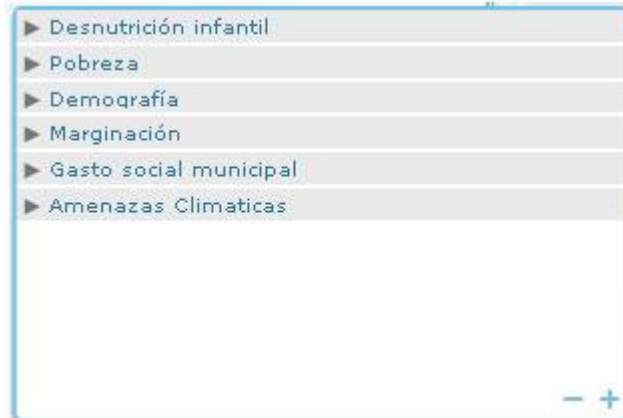 Desnutrición infantil
Pobreza
Demografía
Marginación
Gasto social municipal
Amenazas Climaticas